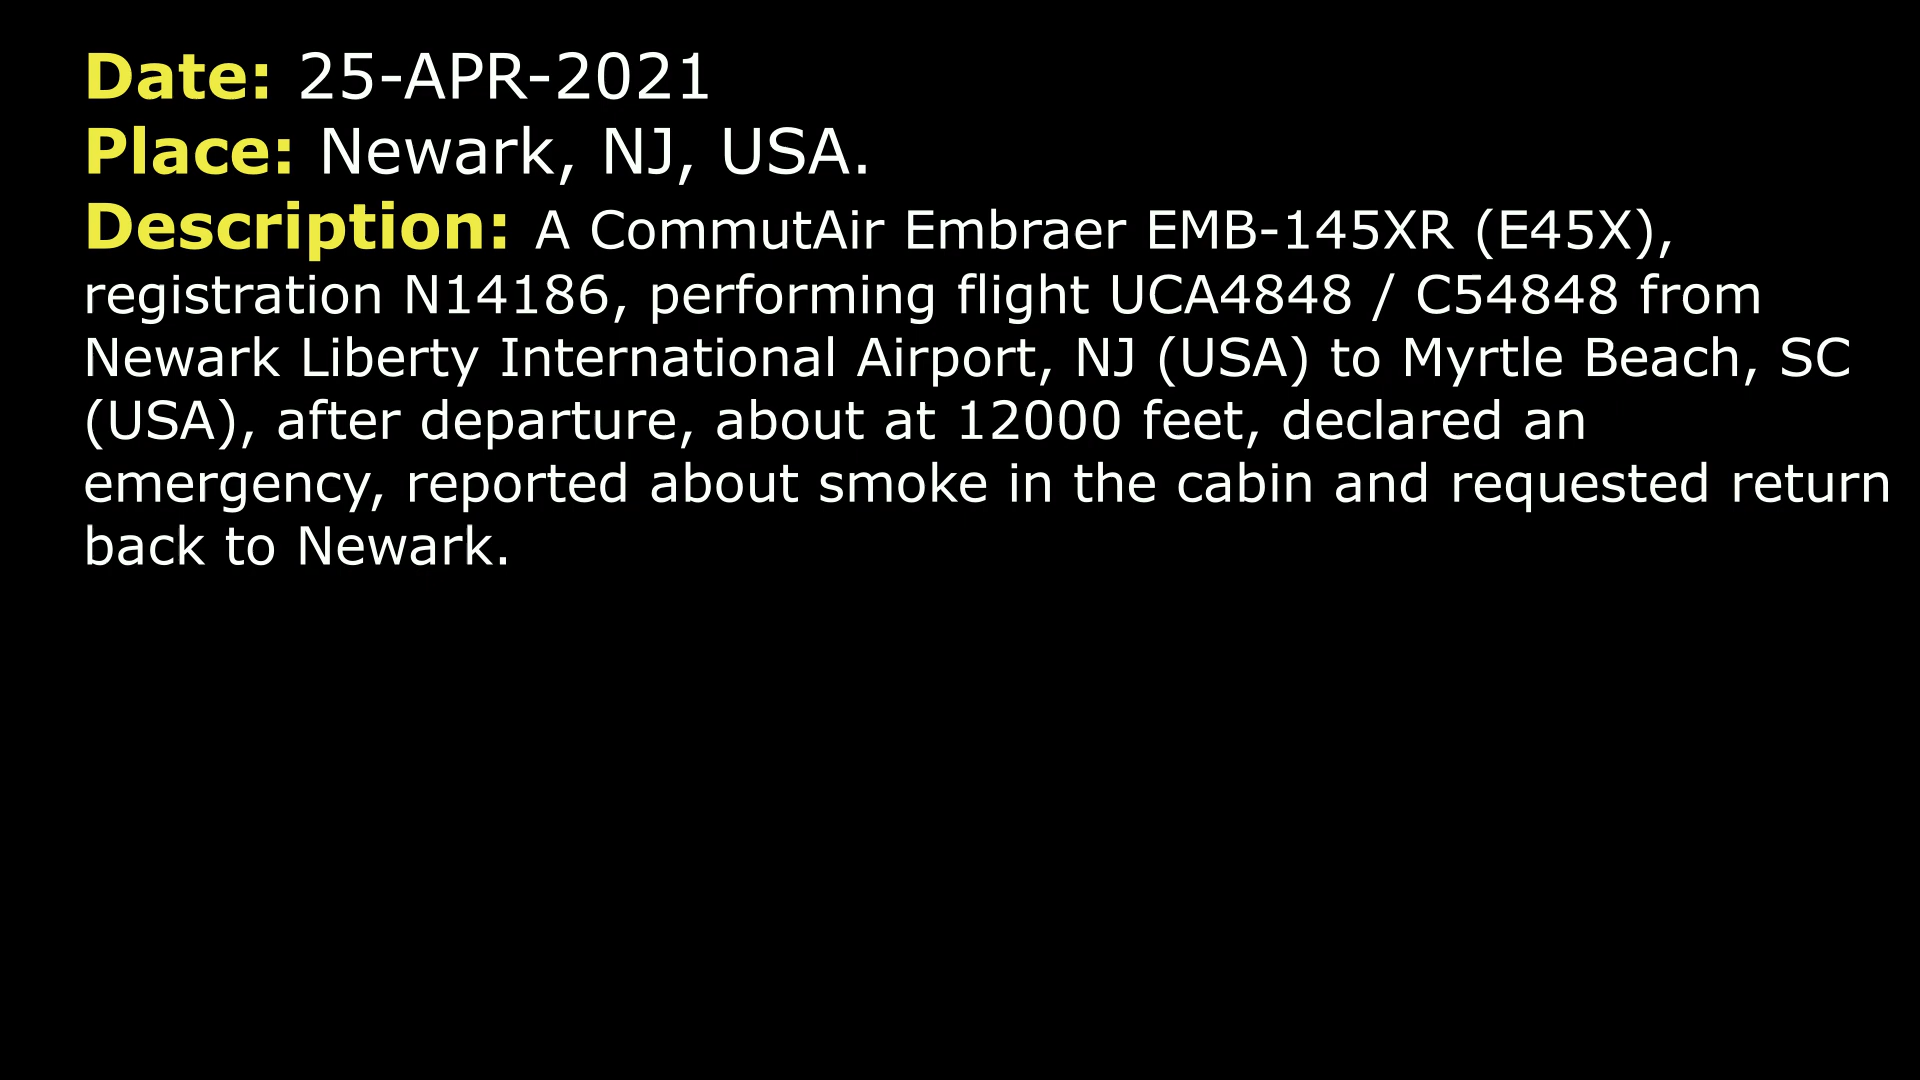 Date: 25-APR-2021
Place: Newark, NJ, USA.
Description: A CommutAir Embraer EMB-145XR (E45X),
registration N14186, performing flight UCA4848 / C54848 from
Newark Liberty International Airport, NJ (USA) to Myrtle Beach, SC
(USA), after departure, about at 12000 feet, declared an
emergency, reported about smoke in the cabin and requested return
back to Newark.